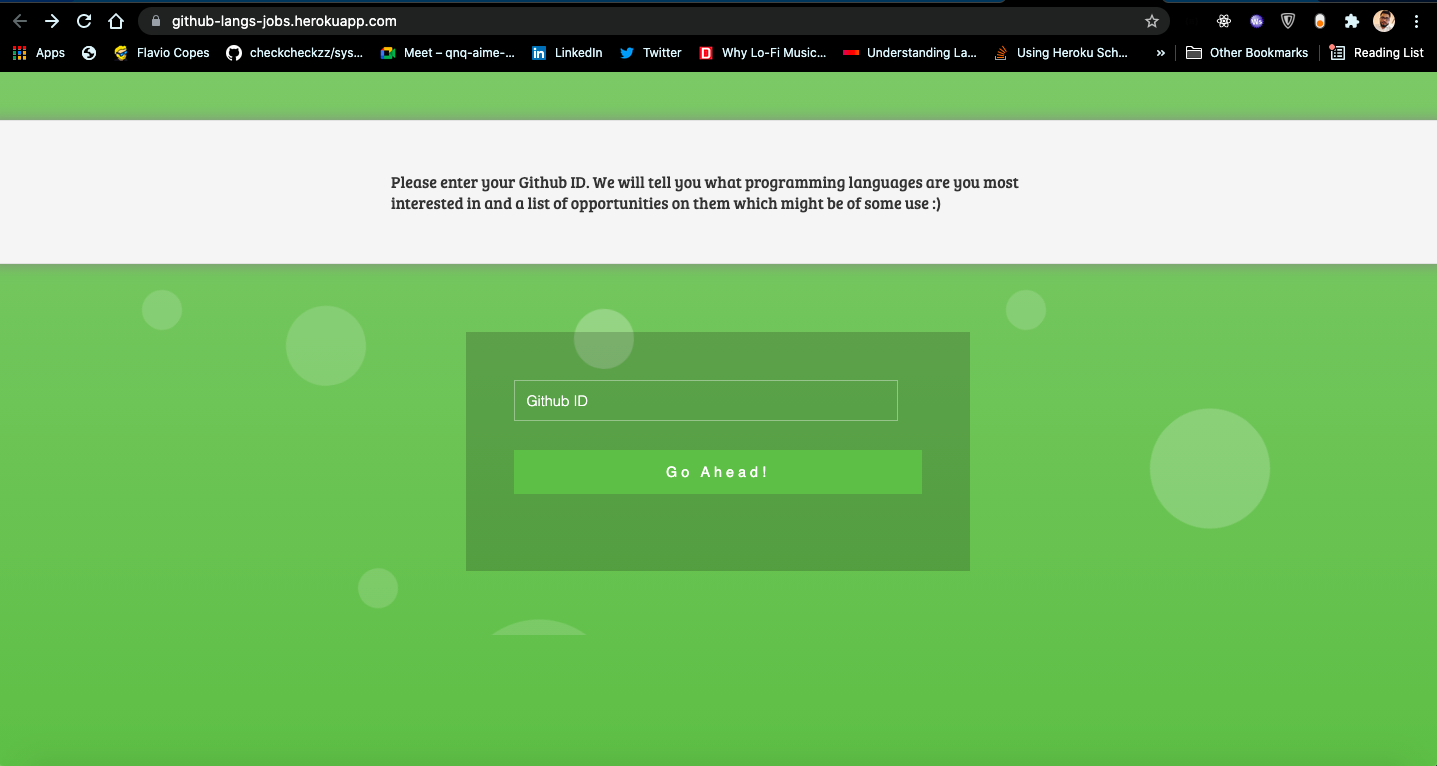 github-langs-jobs.herokuapp.com
Apps Flavio Copes checkcheckzz/sys... Meet – qnq-aime-... LinkedIn Twitter Why Lo-Fi Music... Understanding La... Using Heroku Sch... » Other Bookmarks Reading List
Please enter your Github ID. We will tell you what programming languages are you most
interested in and a list of opportunities on them which might be of some use :)
Github ID
Go Ahead!